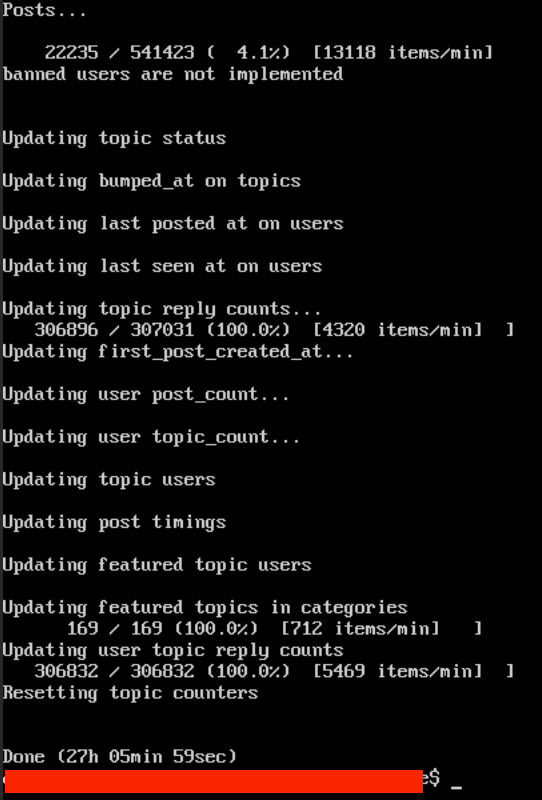 Posts...
22235 / 541423 (  4.1%)  [13118 items/min]
banned users are not implemented
Updating topic status
Updating bumped_at on topics
Updating last posted at on users
Updating last seen at on users
Updating topic reply counts...
306896 / 307031 (100.0%)  [4320 items/min]  ]
Updating first_post_created_at...
Updating user post_count...
Updating user topic_count...
Updating topic users
Updating post timings
Updating featured topic users
Updating featured topics in categories
169 / 169 (100.0%)  [712 items/min]   ]
Updating user topic reply counts
306832 / 306832 (100.0%)  [5469 items/min]  ]
Resetting topic counters
Done (27h 05min 59sec)
e$ _